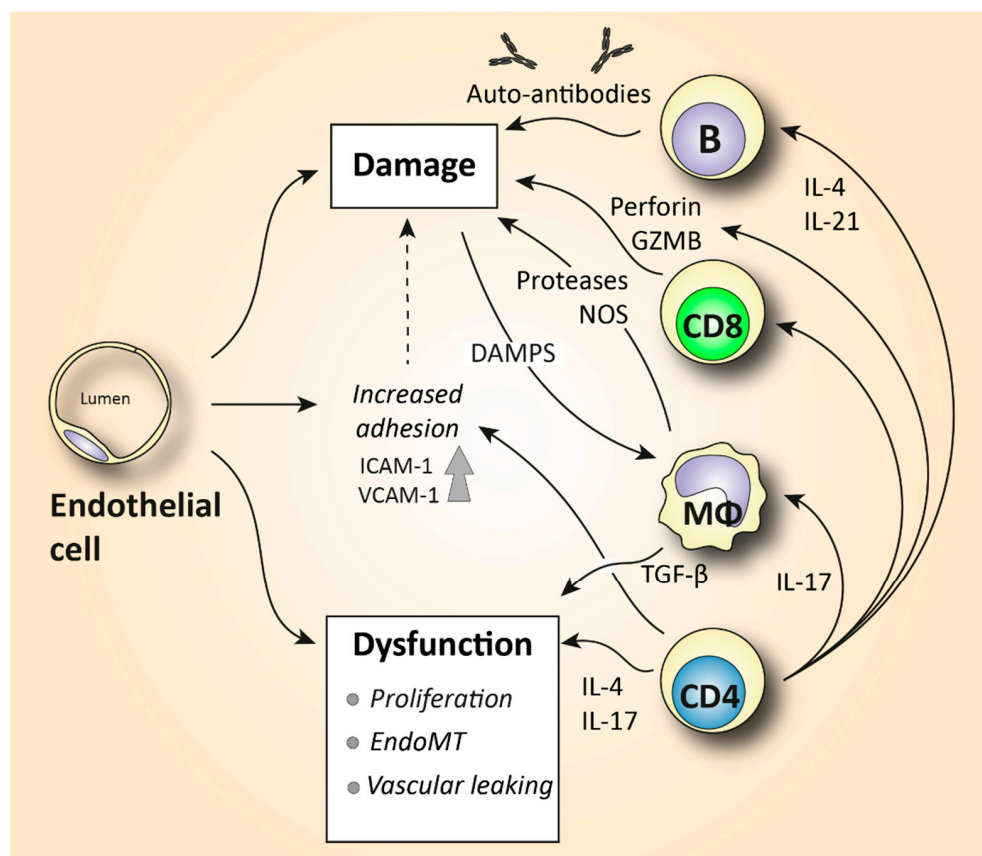 Auto-antibodies
B
Damage
IL-4
IL-21
Perforin
GZMB
Proteases
NOS
CD8
DAMPS
Lumen
Increased
adhesion
ICAM-1
VCAM-1
Endothelial
cell
MΦ
TGF-β
IL-17
Dysfunction
Proliferation
EndoMT
Vascular leaking
IL-4
IL-17
CD4